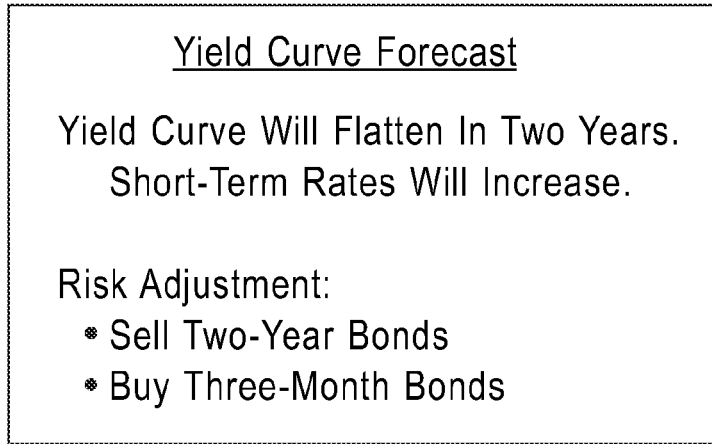 Yield Curve Forecast
Yield Curve Will Flatten In Two Years.
Short-Term Rates Will Increase.
Risk Adjustment:
• Sell Two-Year Bonds
• Buy Three-Month Bonds